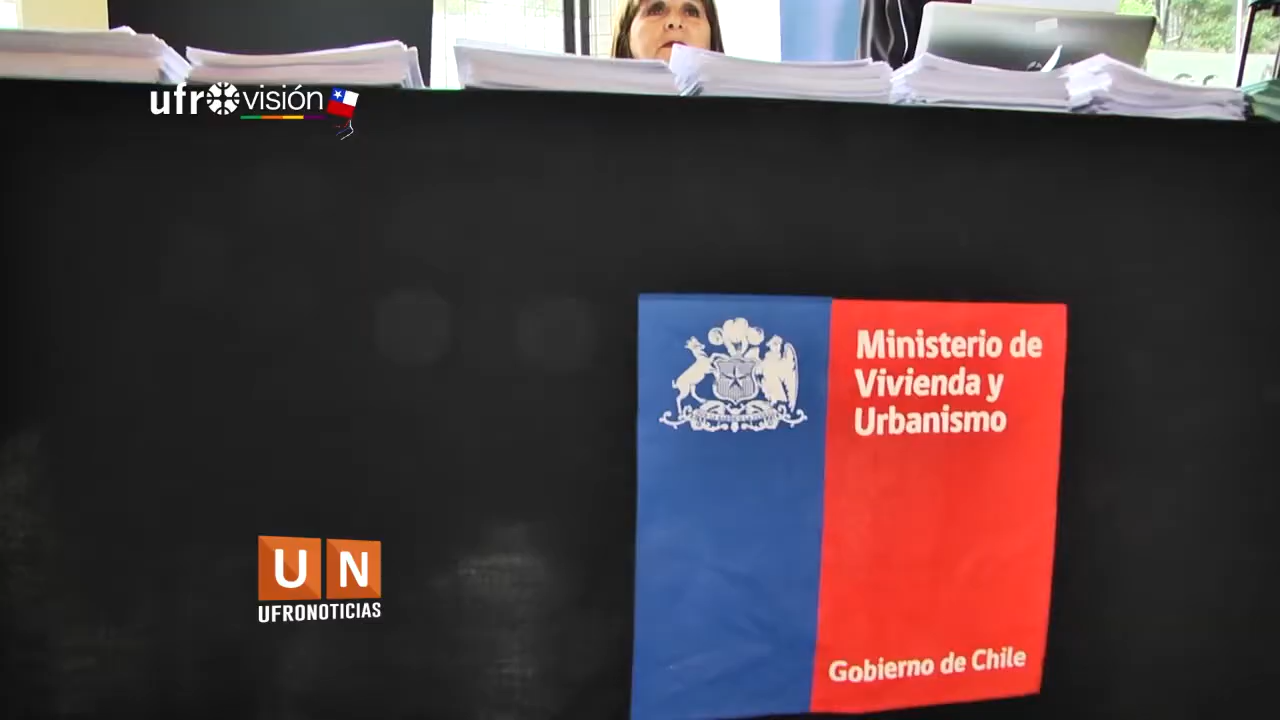 ufrovisión
Ministerio de
Vivienda y
Urbanismo
Gobierno de Chile
UN
UFRONOTICIAS